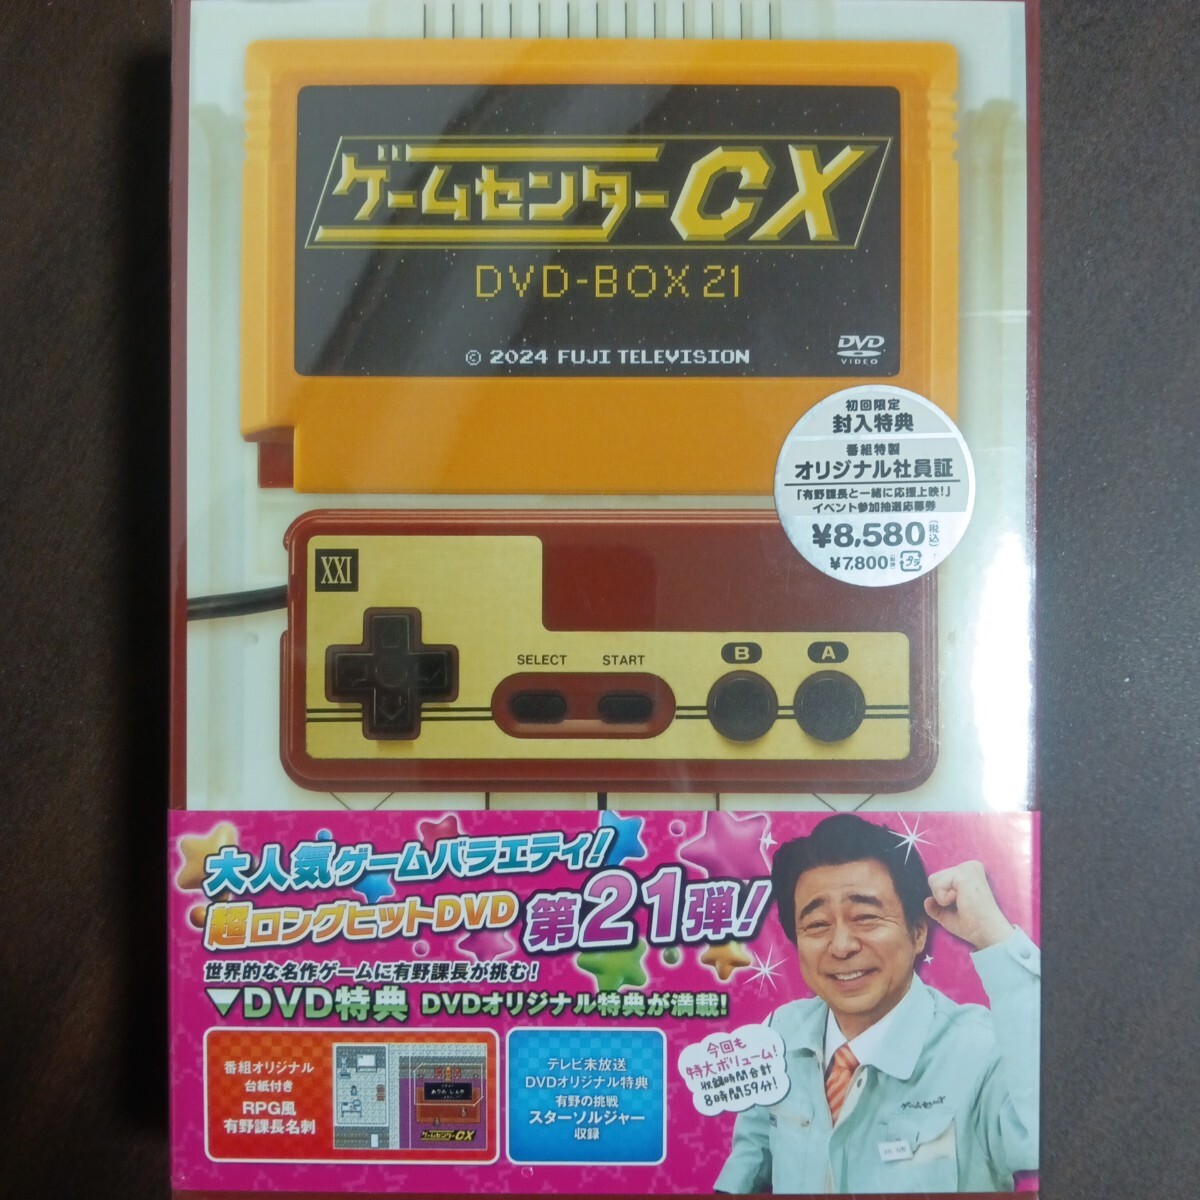 ゲームセンターCX
DVD-BOX 21
© 2024 FUJI TELEVISION
DVD
VIDEO
初回限定
封入特典
番組特製
オリジナル社員証
「有野課長と一緒に応援上映!」
イベント参加抽選応募券
¥8,580(税込)
¥7,800
プラ
XXI
SELECT
START
B
A
大人気ゲームバラエティ!
超ロングヒットDVD 第21弾!
世界的な名作ゲームに有野課長が挑む!
▼DVD特典 DVDオリジナル特典が満載!
番組オリジナル
台紙付き
RPG風
有野課長名刺
ゲームセンターCX
テレビ未放送
DVDオリジナル特典
有野の挑戦
スターソルジャー
収録
今回も
特大ボリューム!
収録時間合計
8時間59分!
ゲームセンターCX